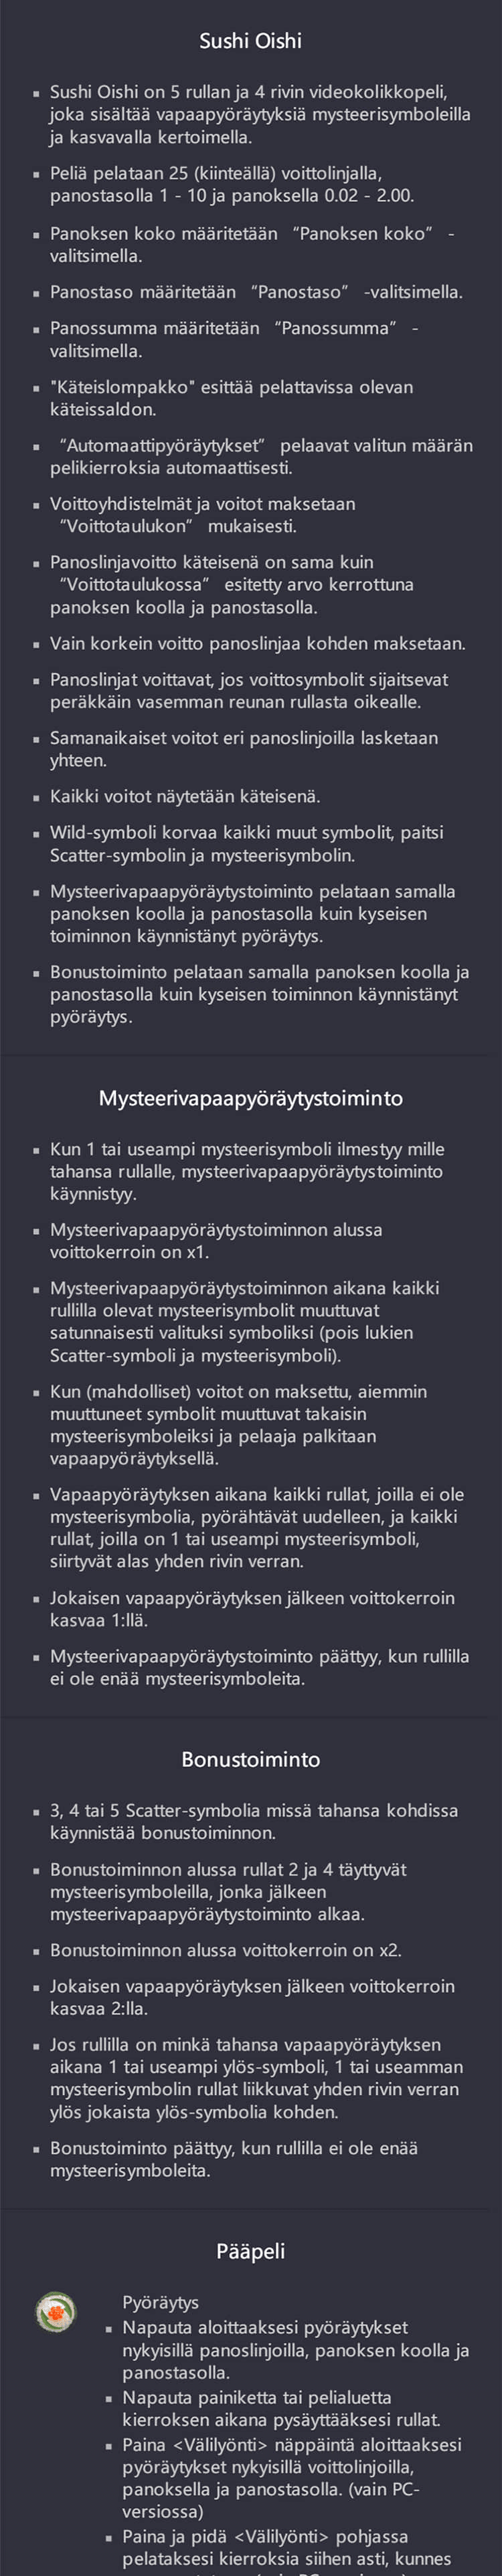 Sushi Oishi
▪ Sushi Oishi on 5 rullan ja 4 rivin videokolikkopeli,
joka sisältää vapaapyöräytyksiä mysteerisymboleilla
ja kasvavalla kertoimella.
▪ Peliä pelataan 25 (kiinteällä) voittolinjalla,
panostasolla 1 - 10 ja panoksella 0.02 - 2.00.
▪ Panoksen koko määritetään “Panoksen koko” -
valitsimella.
▪ Panostaso määritetään “Panostaso” -valitsimella.
▪ Panossumma määritetään “Panossumma” -
valitsimella.
▪ "Käteislompakko" esittää pelattavissa olevan
käteissaldon.
▪ “Automaattipyöräytykset” pelaavat valitun määrän
pelikierroksia automaattisesti.
▪ Voittoyhdistelmät ja voitot maksetaan
“Voittotaulukon” mukaisesti.
▪ Panoslinjavoitto käteisenä on sama kuin
“Voittotaulukossa” esitetty arvo kerrottuna
panoksen koolla ja panostasolla.
▪ Vain korkein voitto panoslinjaa kohden maksetaan.
▪ Panoslinjat voittavat, jos voittosymbolit sijaitsevat
peräkkäin vasemman reunan rullasta oikealle.
▪ Samanaikaiset voitot eri panoslinjoilla lasketaan
yhteen.
▪ Kaikki voitot näytetään käteisenä.
▪ Wild-symboli korvaa kaikki muut symbolit, paitsi
Scatter-symbolin ja mysteerisymbolin.
▪ Mysteerivapaapyöräytystoiminto pelataan samalla
panoksen koolla ja panostasolla kuin kyseisen
toiminnon käynnistänyt pyöräytys.
▪ Bonustoiminto pelataan samalla panoksen koolla ja
panostasolla kuin kyseisen toiminnon käynnistänyt
pyöräytys.
Mysteerivapaapyöräytystoiminto
▪ Kun 1 tai useampi mysteerisymboli ilmestyy mille
tahansa rullalle, mysteerivapaapyöräytystoiminto
käynnistyy.
▪ Mysteerivapaapyöräytystoiminnon alussa
voittokerroin on x1.
▪ Mysteerivapaapyöräytystoiminnon aikana kaikki
rullilla olevat mysteerisymbolit muuttuvat
satunnaisesti valituksi symboliksi (pois lukien
Scatter-symboli ja mysteerisymboli).
▪ Kun (mahdolliset) voitot on maksettu, aiemmin
muuttuneet symbolit muuttuvat takaisin
mysteerisymboleiksi ja pelaaja palkitaan
vapaapyöräytyksellä.
▪ Vapaapyöräytyksen aikana kaikki rullat, joilla ei ole
mysteerisymbolia, pyörähtävät uudelleen, ja kaikki
rullat, joilla on 1 tai useampi mysteerisymboli,
siirtyvät alas yhden rivin verran.
▪ Jokaisen vapaapyöräytyksen jälkeen voittokerroin
kasvaa 1:llä.
▪ Mysteerivapaapyöräytystoiminto päättyy, kun rullilla
ei ole enää mysteerisymboleita.
Bonustoiminto
▪ 3, 4 tai 5 Scatter-symbolia missä tahansa kohdissa
käynnistää bonustoiminnon.
▪ Bonustoiminnon alussa rullat 2 ja 4 täyttyvät
mysteerisymboleilla, jonka jälkeen
mysteerivapaapyöräytystoiminto alkaa.
▪ Bonustoiminnon alussa voittokerroin on x2.
▪ Jokaisen vapaapyöräytyksen jälkeen voittokerroin
kasvaa 2:lla.
▪ Jos rullilla on minkä tahansa vapaapyöräytyksen
aikana 1 tai useampi ylös-symboli, 1 tai useamman
mysteerisymbolin rullat liikkuvat yhden rivin verran
ylös jokaista ylös-symbolia kohden.
▪ Bonustoiminto päättyy, kun rullilla ei ole enää
mysteerisymboleita.
Pääpeli
Pyöräytys
▪ Napauta aloittaaksesi pyöräytykset
nykyisillä panoslinjoilla, panoksen koolla ja
panostasolla.
▪ Napauta painiketta tai pelialuetta
kierroksen aikana pysäyttääksesi rullat.
▪ Paina <Välilyönti> näppäintä aloittaaksesi
pyöräytykset nykyisillä voittolinjoilla,
panoksella ja panostasolla. (vain PC-
versiossa)
▪ Paina ja pidä <Välilyönti> pohjassa
pelataksesi kierroksia siihen asti, kunnes